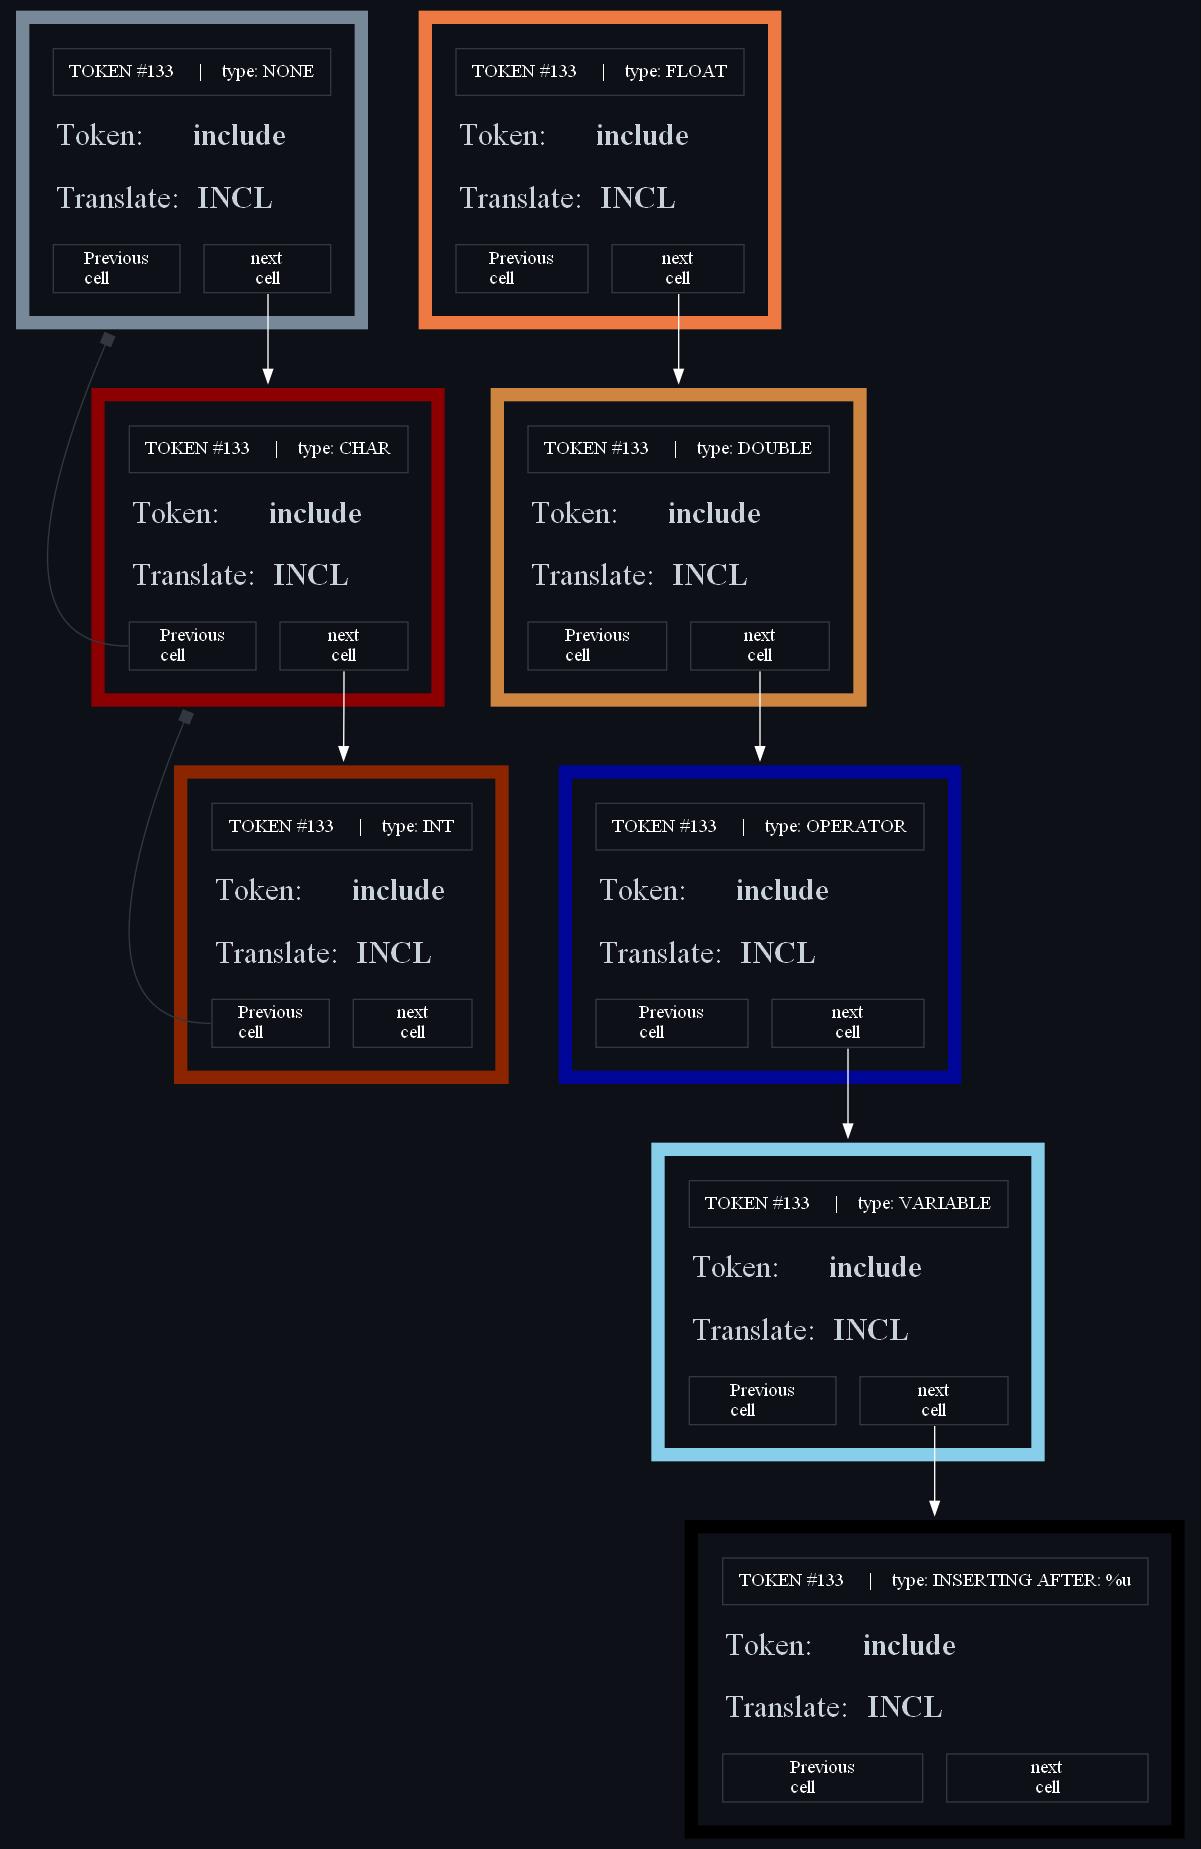 TOKEN #133 | type: NONE
Token: include
Translate: INCL
Previous
cell
next
cell
TOKEN #133 | type: FLOAT
Token: include
Translate: INCL
Previous
cell
next
cell
TOKEN #133 | type: CHAR
Token: include
Translate: INCL
Previous
cell
next
cell
TOKEN #133 | type: DOUBLE
Token: include
Translate: INCL
Previous
cell
next
cell
TOKEN #133 | type: INT
Token: include
Translate: INCL
Previous
cell
next
cell
TOKEN #133 | type: OPERATOR
Token: include
Translate: INCL
Previous
cell
next
cell
TOKEN #133 | type: VARIABLE
Token: include
Translate: INCL
Previous
cell
next
cell
TOKEN #133 | type: INSERTING AFTER: %u
Token: include
Translate: INCL
Previous
cell
next
cell